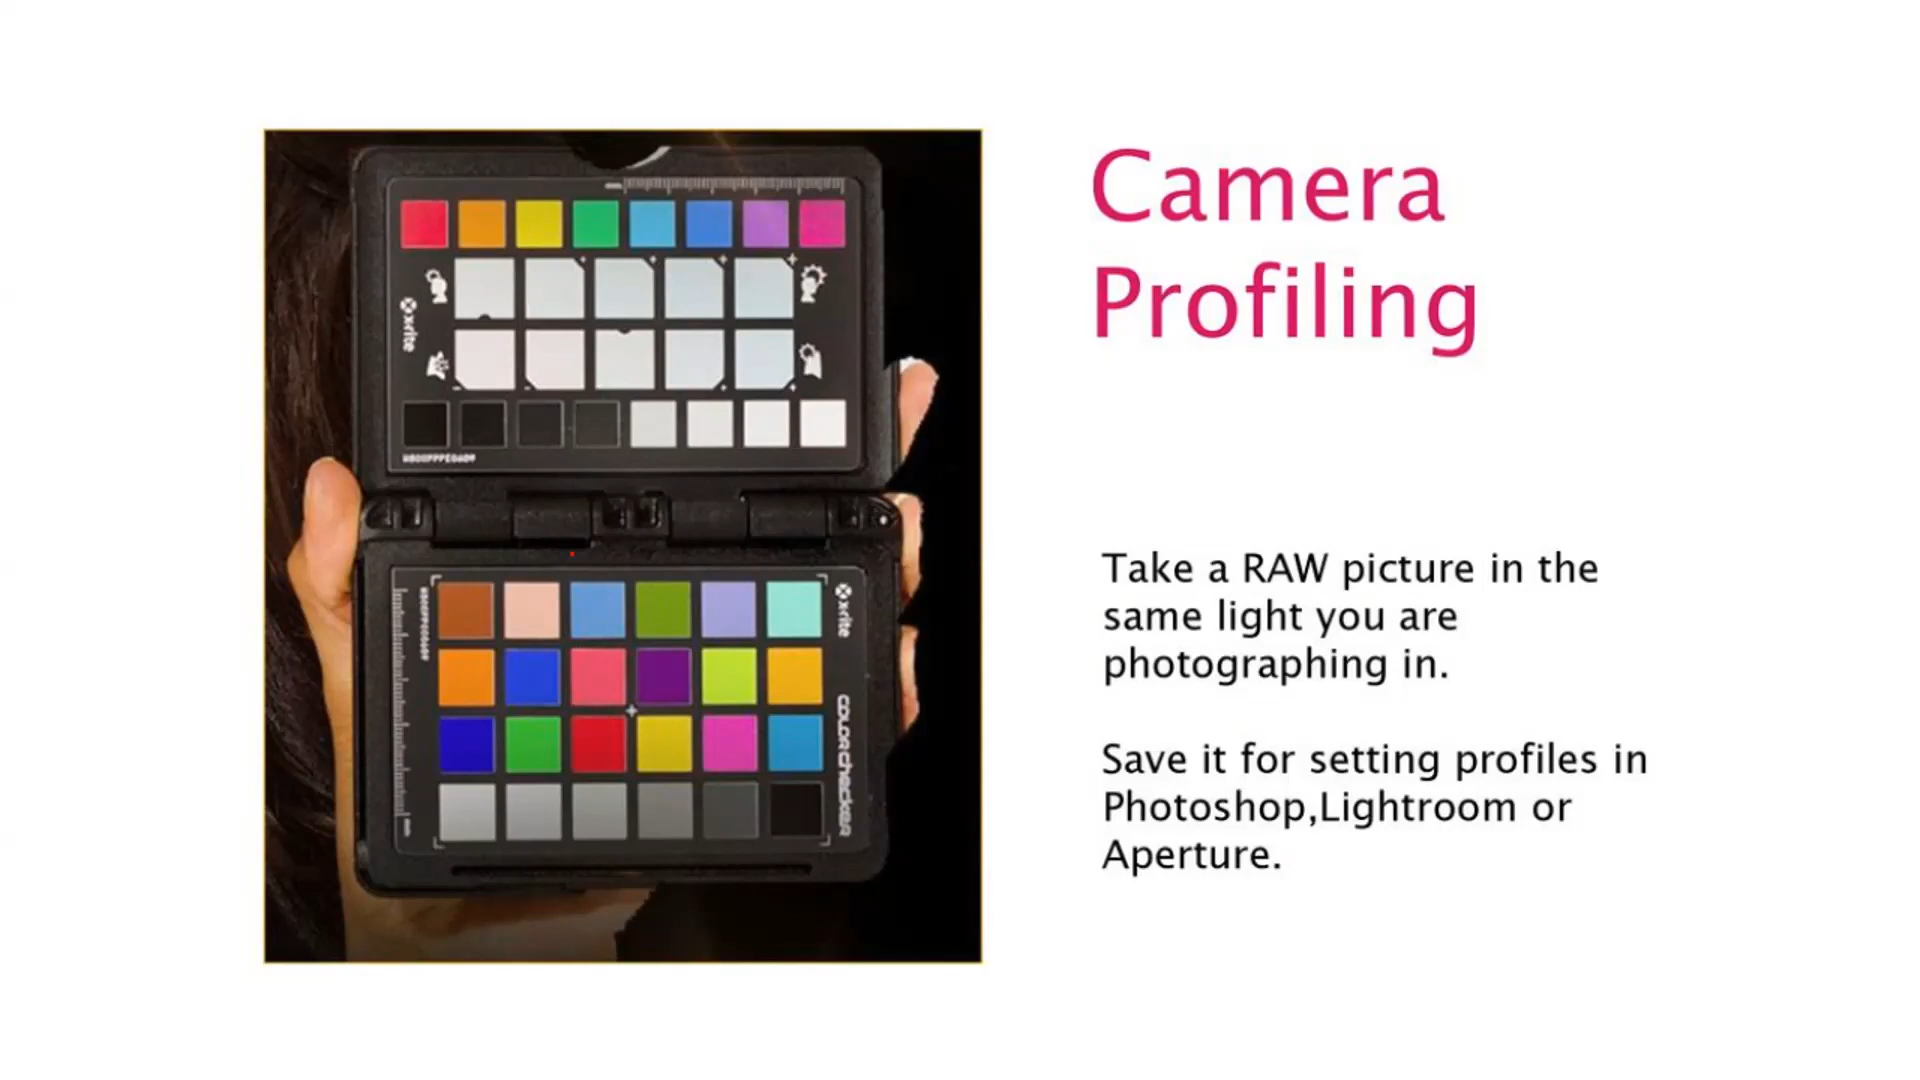 Camera
Profiling
x·rite
x·rite
colorchecker
Take a RAW picture in the
same light you are
photographing in.
Save it for setting profiles in
Photoshop,Lightroom or
Aperture.